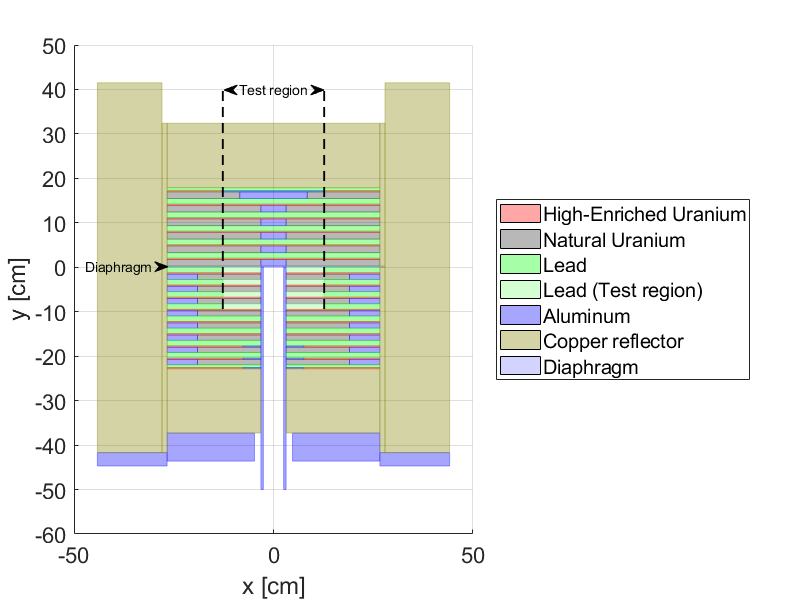 50
40
30
20
10
0
-10
-20
-30
-40
-50
-60
-50
0
50
x [cm]
y [cm]
Test region
Diaphragm
High-Enriched Uranium
Natural Uranium
Lead
Lead (Test region)
Aluminum
Copper reflector
Diaphragm